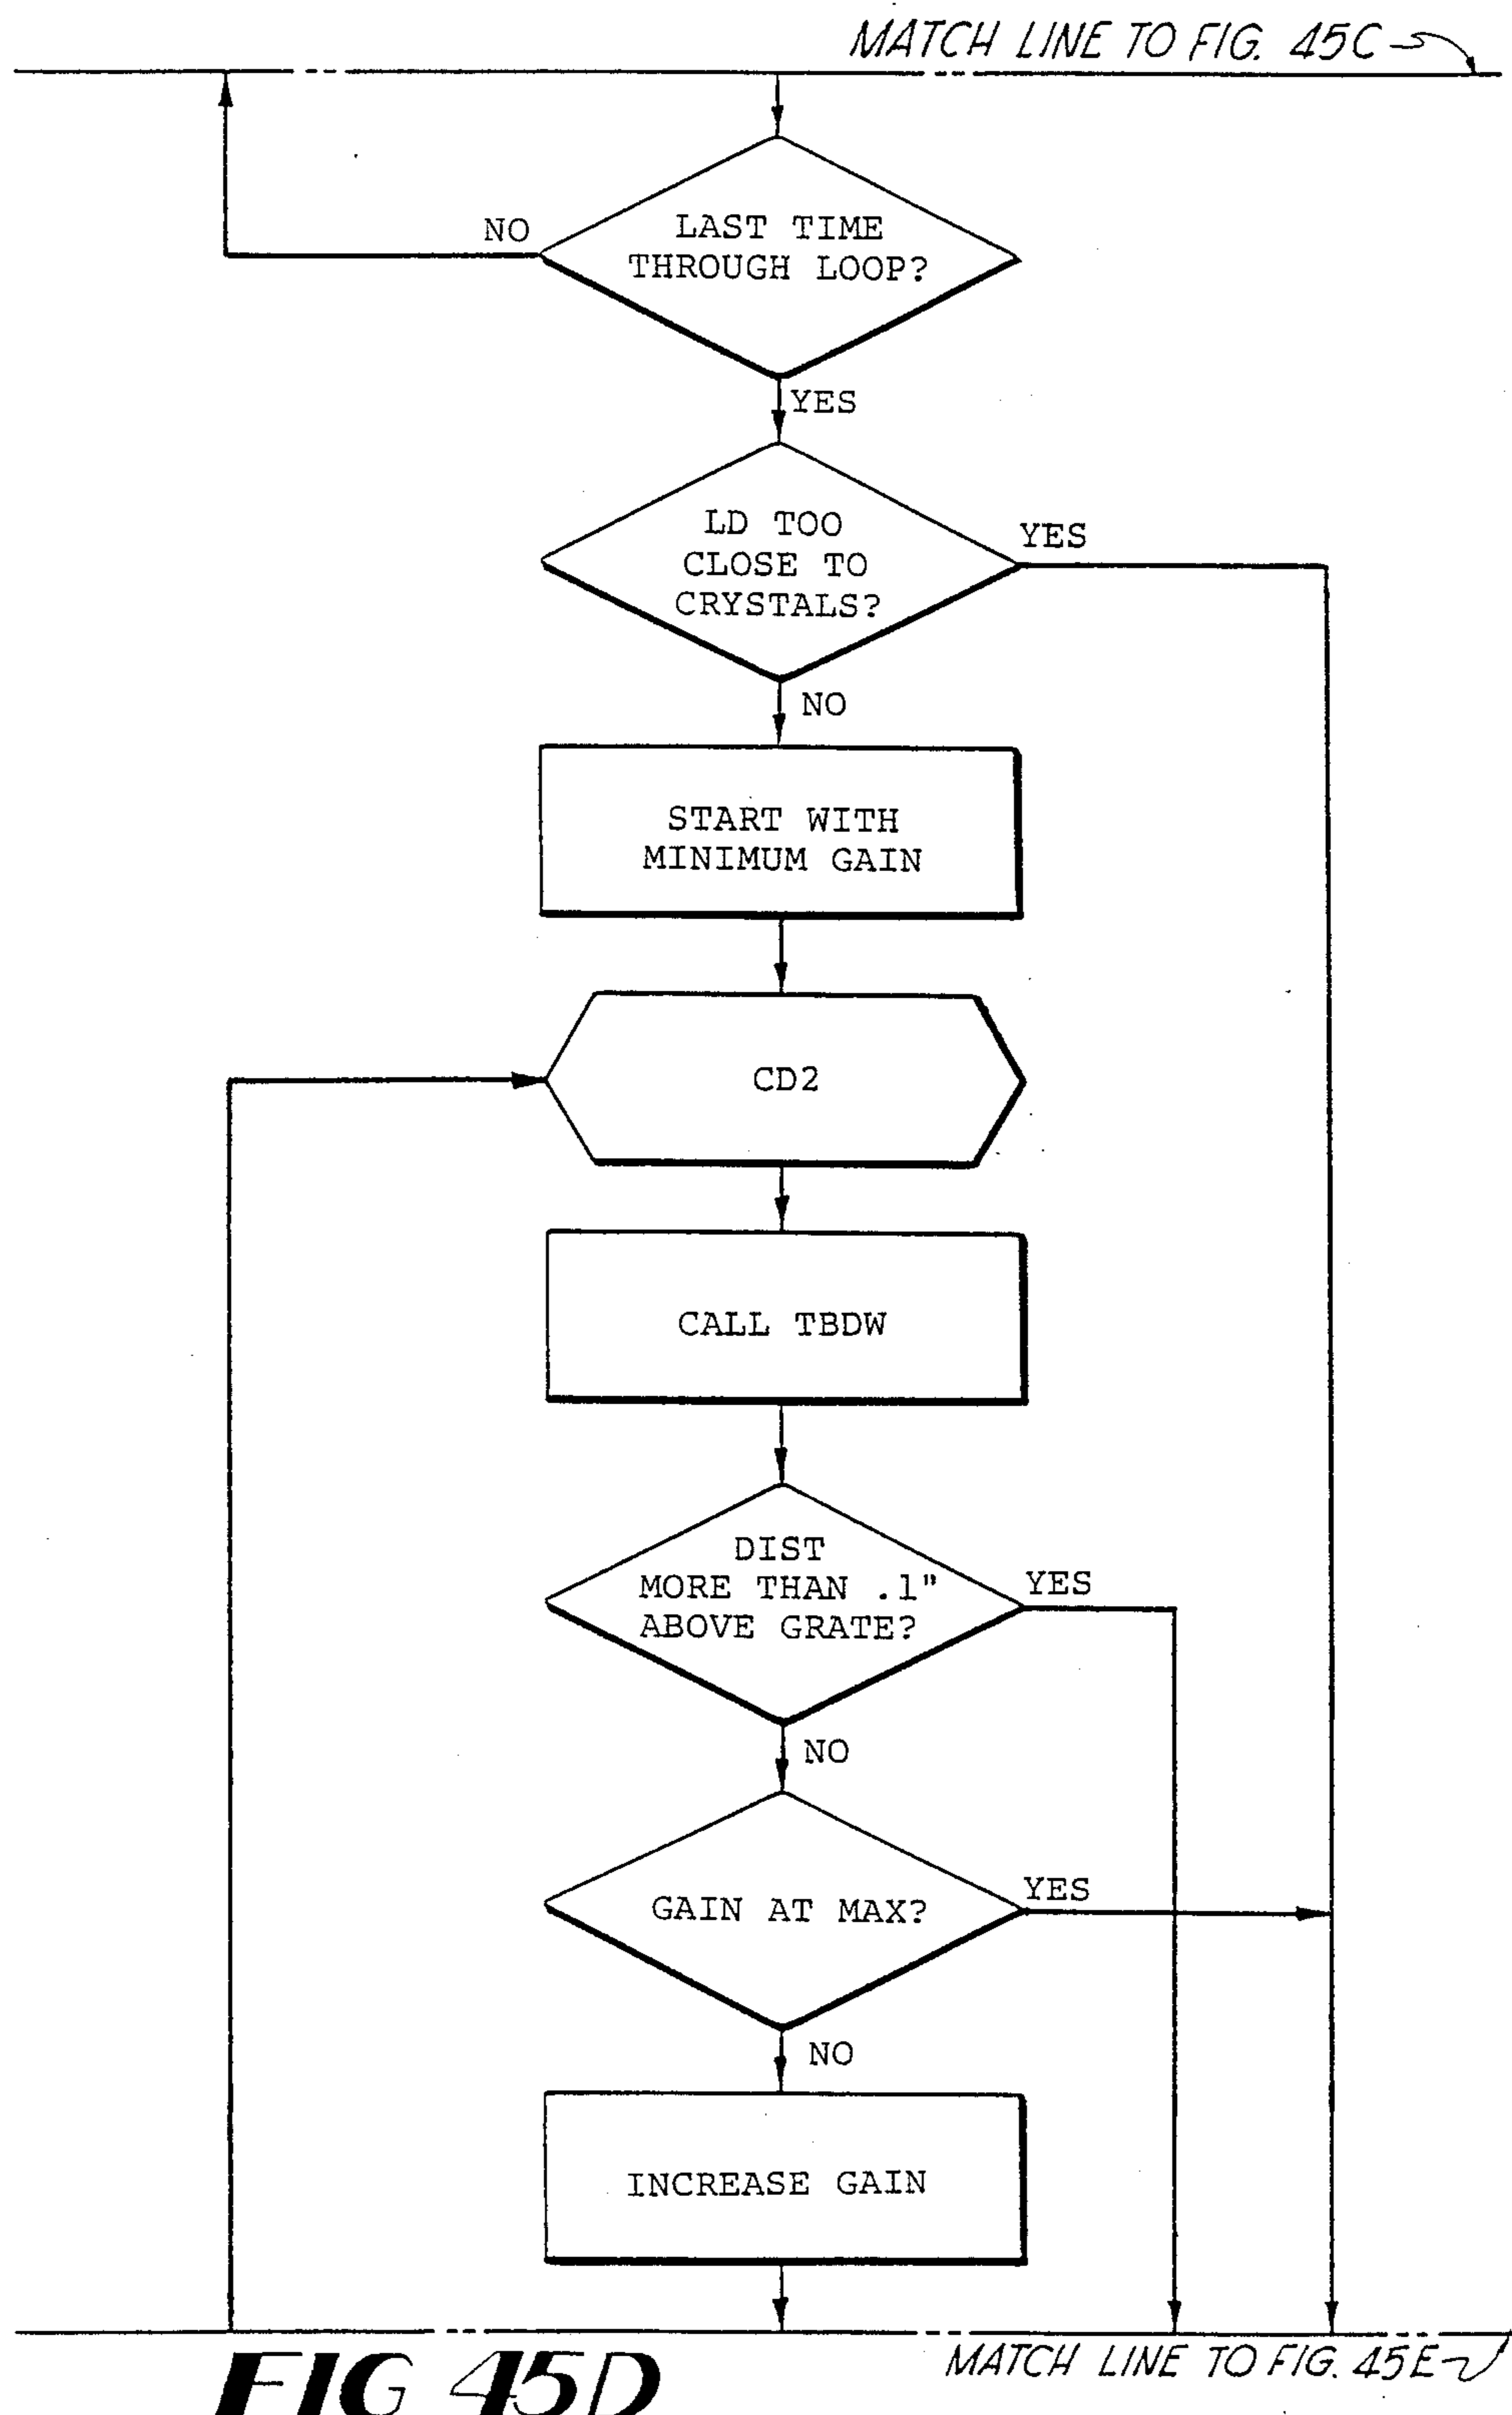 MATCH LINE TO FIG. 45C
NO
LAST TIME
THROUGH LOOP?
YES
LD TOO
CLOSE TO
CRYSTALS?
YES
NO
START WITH
MINIMUM GAIN
CD2
CALL TBDW
DIST
MORE THAN .1"
ABOVE GRATE?
YES
NO
GAIN AT MAX?
YES
NO
INCREASE GAIN
MATCH LINE TO FIG. 45E
FIG 45D